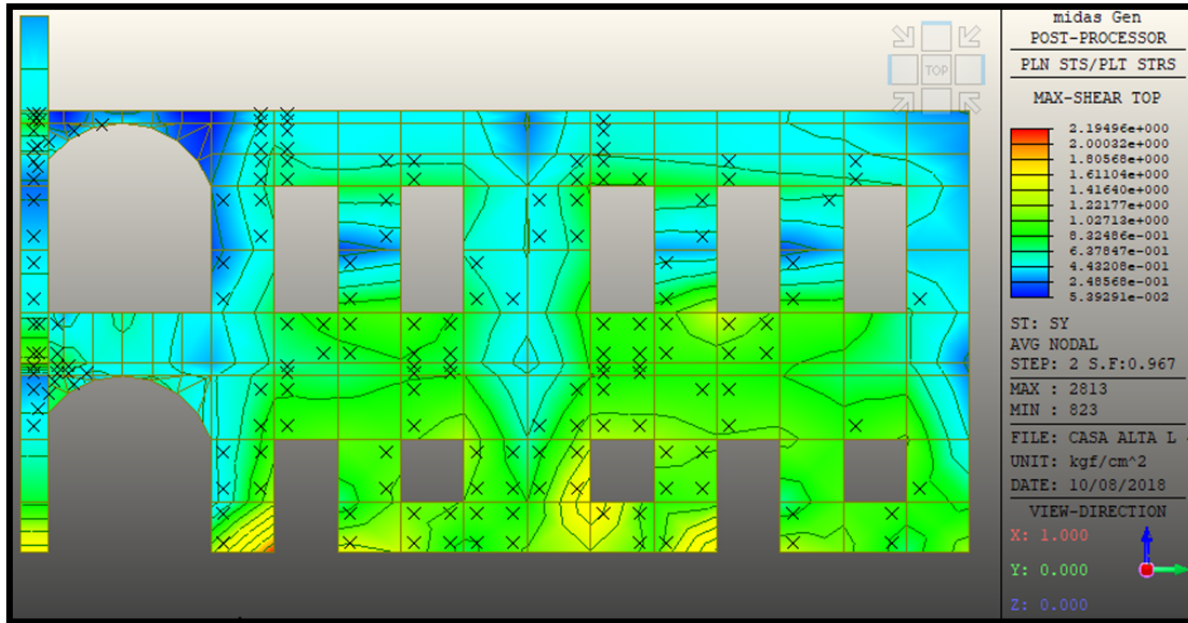 TOP
midas Gen
POST-PROCESSOR
PLN STS/PLT STRS
MAX-SHEAR TOP
2.19496e+000
2.00032e+000
1.80568e+000
1.61104e+000
1.41640e+000
1.22177e+000
1.02713e+000
8.32486e-001
6.37847e-001
4.43208e-001
2.48568e-001
5.39291e-002
ST: SY
AVG NODAL
STEP: 2 S.F:0.967
MAX : 2813
MIN : 823
FILE: CASA ALTA L
UNIT: kgf/cm^2
DATE: 10/08/2018
VIEW-DIRECTION
X: 1.000
Y: 0.000
Z: 0.000